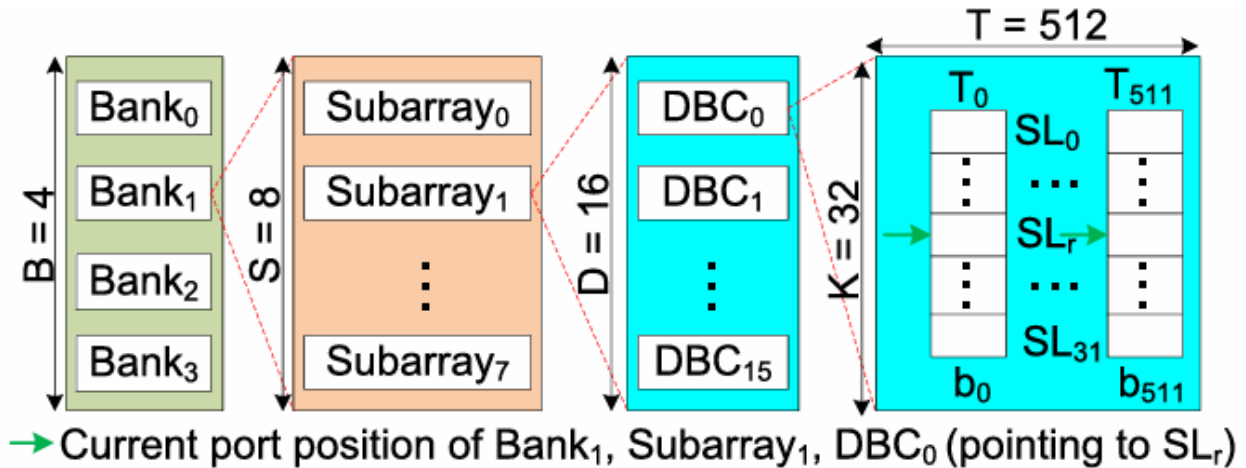 T = 512
B = 4
Bank₀
Bank₁
Bank₂
Bank₃
S = 8
Subarray₀
Subarray₁
Subarray₇
D = 16
DBC₀
DBC₁
DBC₁₅
K = 32
T₀ T₅₁₁
SL₀
SLᵣ
SL₃₁
b₀ b₅₁₁
Current port position of Bank₁, Subarray₁, DBC₀ (pointing to SLᵣ)